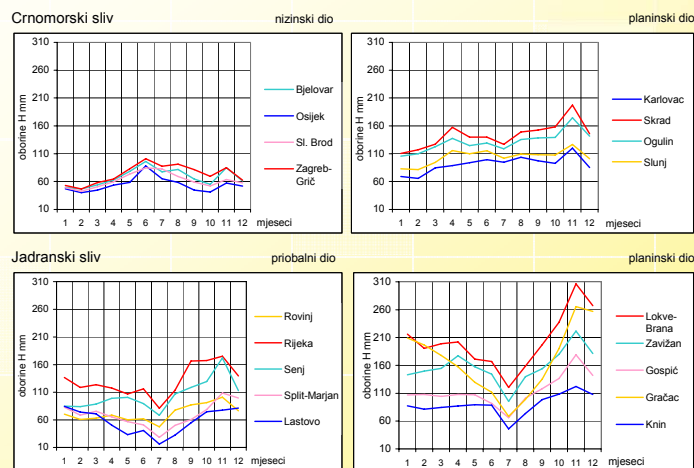 Crnomorski sliv
nizinski dio
oborine H mm
310
260
210
160
110
60
10
1 2 3 4 5 6 7 8 9 10 11 12
mjeseci
Bjelovar
Osijek
Sl. Brod
Zagreb-
Grič
planinski dio
oborine H mm
310
260
210
160
110
60
10
1 2 3 4 5 6 7 8 9 10 11 12
mjeseci
Karlovac
Skrad
Ogulin
Slunj
Jadranski sliv
priobalni dio
oborine H mm
310
260
210
160
110
60
10
1 2 3 4 5 6 7 8 9 10 11 12
mjeseci
Rovinj
Rijeka
Senj
Split-Marjan
Lastovo
planinski dio
oborine H mm
310
260
210
160
110
60
10
1 2 3 4 5 6 7 8 9 10 11 12
mjeseci
Lokve-
Brana
Zavižan
Gospić
Gračac
Knin